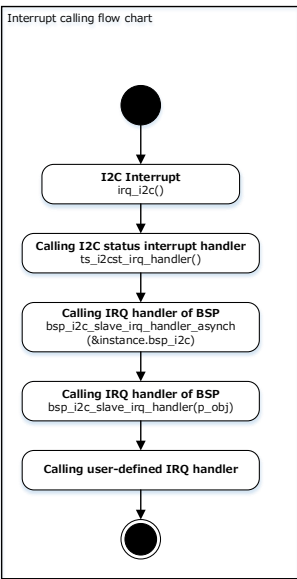 Interrupt calling flow chart
I2C Interrupt
irq_i2c()
Calling I2C status interrupt handler
ts_i2cst_irq_handler()
Calling IRQ handler of BSP
bsp_i2c_slave_irq_handler_asynch
(&instance.bsp_i2c)
Calling IRQ handler of BSP
bsp_i2c_slave_irq_handler(p_obj)
Calling user-defined IRQ handler